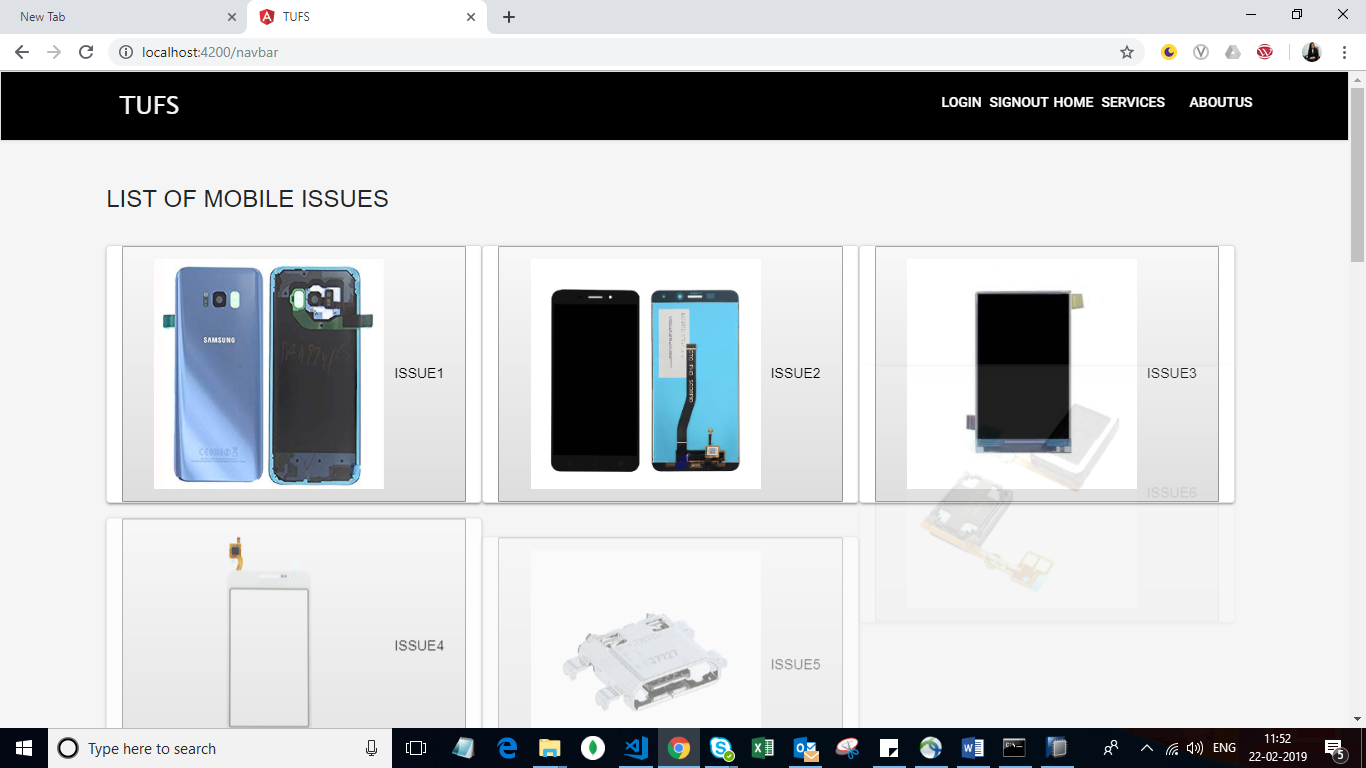 New Tab
TUFS
localhost:4200/navbar
TUFS
LOGIN SIGNOUT HOME SERVICES ABOUTUS
LIST OF MOBILE ISSUES
SAMSUNG
ISSUE1
ISSUE2
ISSUE3
ISSUE6
ISSUE4
ISSUE5
Type here to search
ENG
11:52
22-02-2019
5